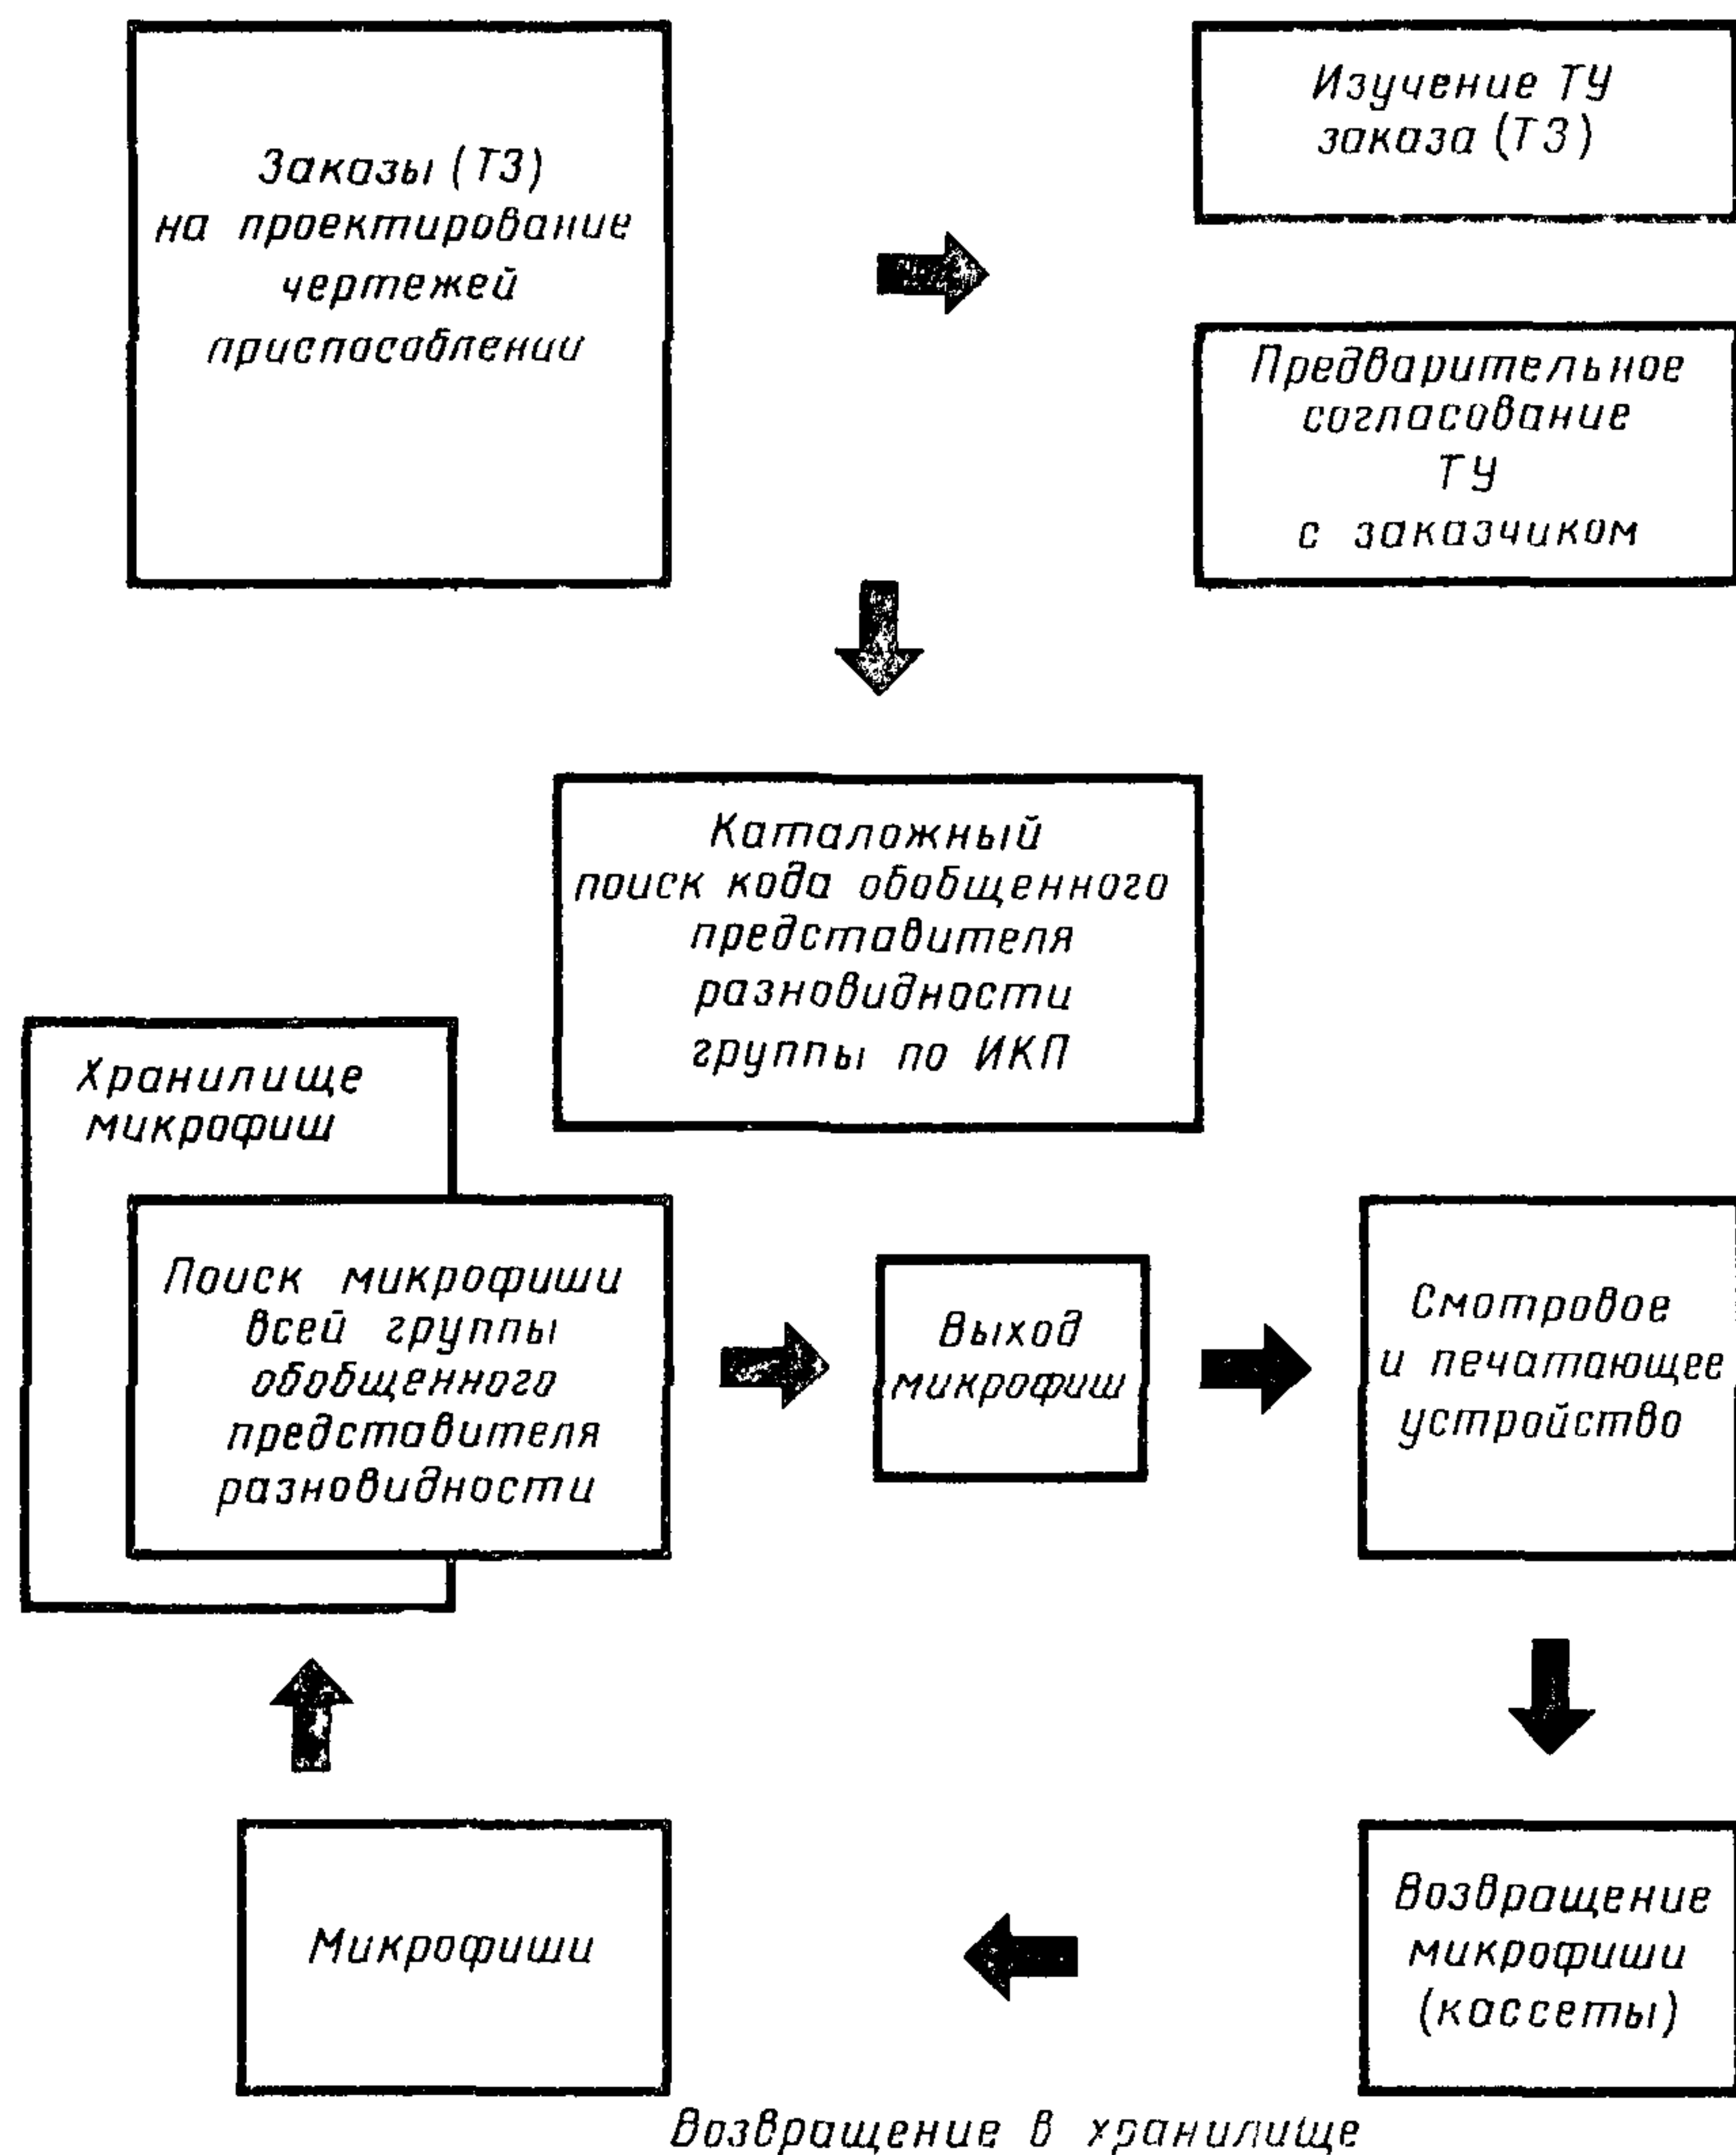 Заказы (ТЗ)
на проектирование
чертежей
приспособлении
Изучение ТУ
заказа (ТЗ)
Предварительное
согласование
ТУ
с заказчиком
Каталожный
поиск кода обобщенного
представителя
разновидности
группы по ИКП
Хранилище
микрофиш
Поиск микрофиши
всей группы
обобщенного
представителя
разновидности
Выход
микрофиш
Смотровое
и печатающее
устройство
Микрофиши
Возвращение
микрофиши
(кассеты)
Возвращение в хранилище